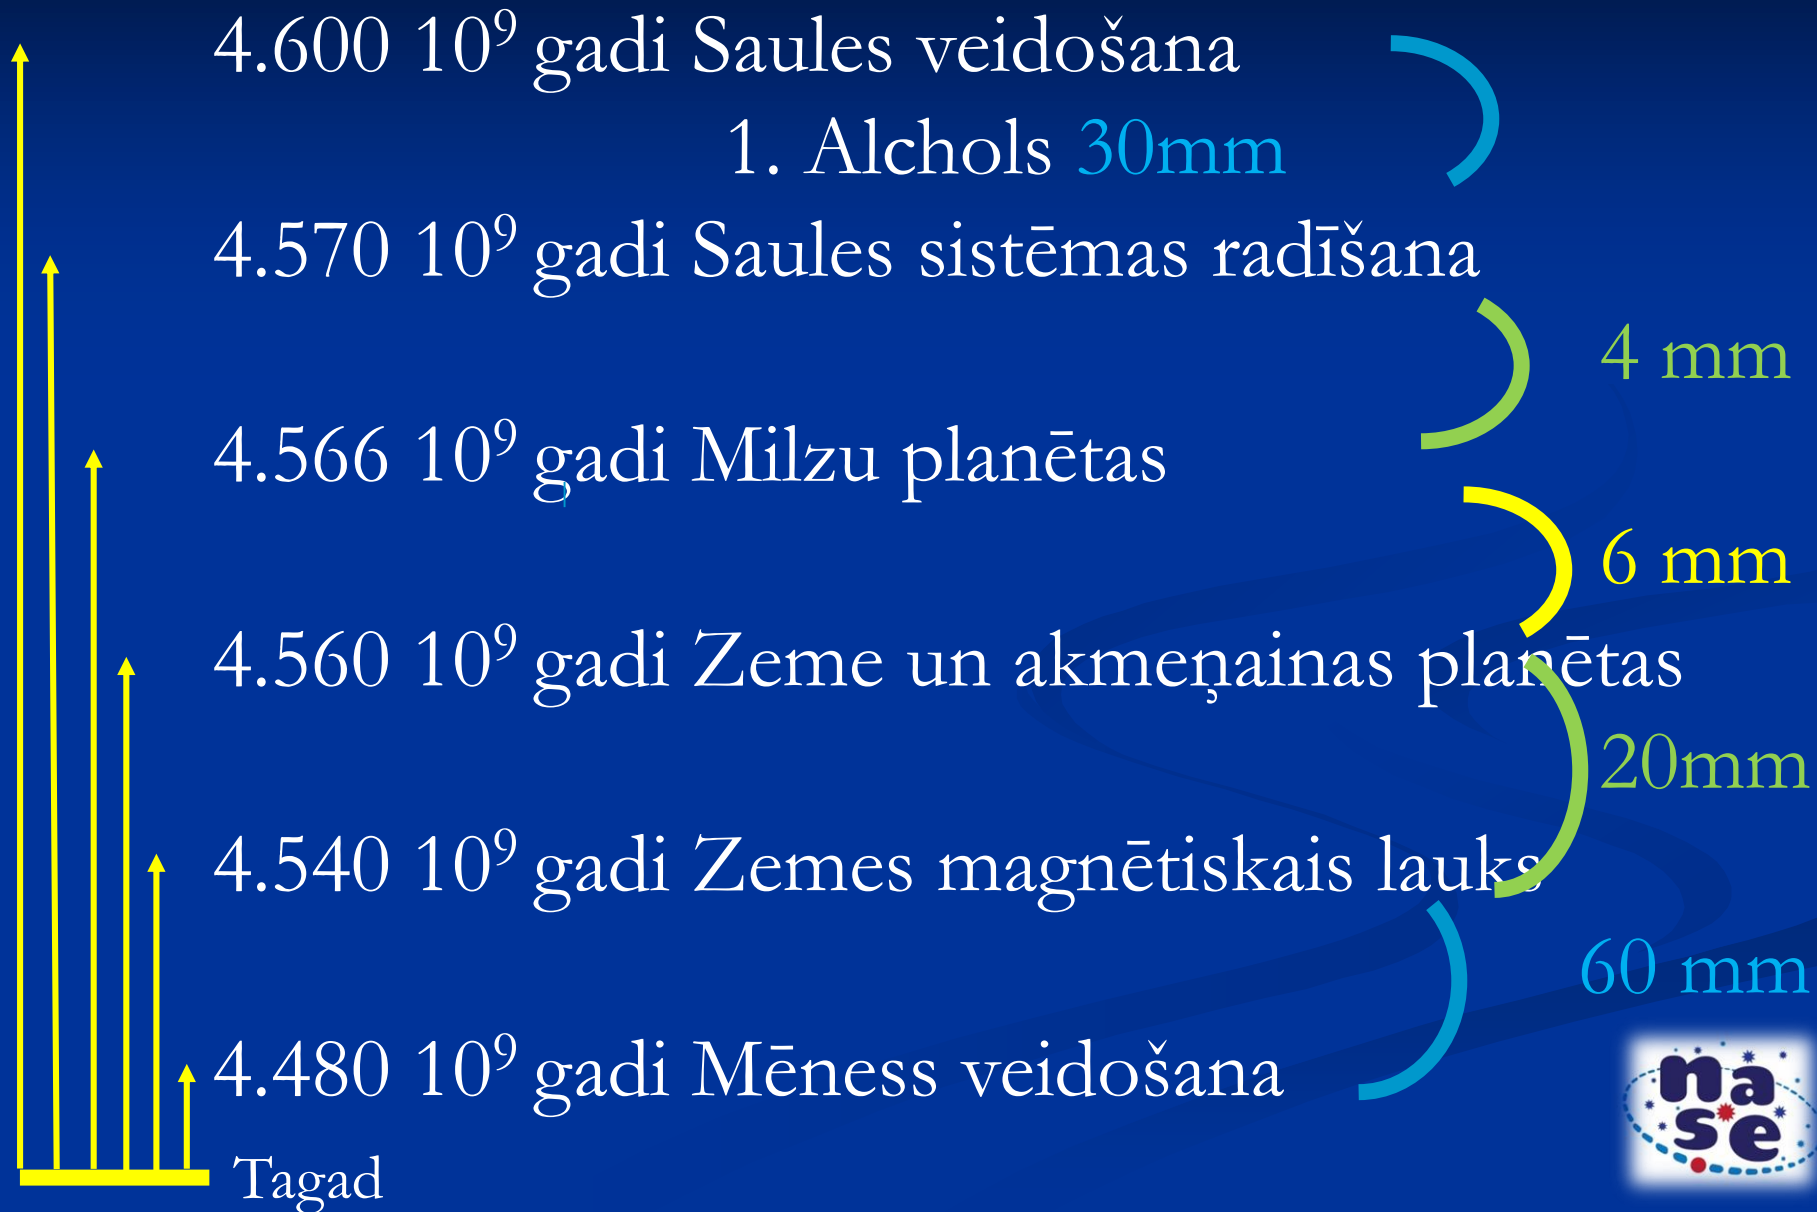 4.600 10⁹ gadi Saules veidošana
1. Alchols 30mm
4.570 10⁹ gadi Saules sistēmas radīšana
4 mm
4.566 10⁹ gadi Milzu planētas
6 mm
4.560 10⁹ gadi Zeme un akmeņainas planētas
20mm
4.540 10⁹ gadi Zemes magnētiskais lauks
60 mm
4.480 10⁹ gadi Mēness veidošana
Tagad
nase